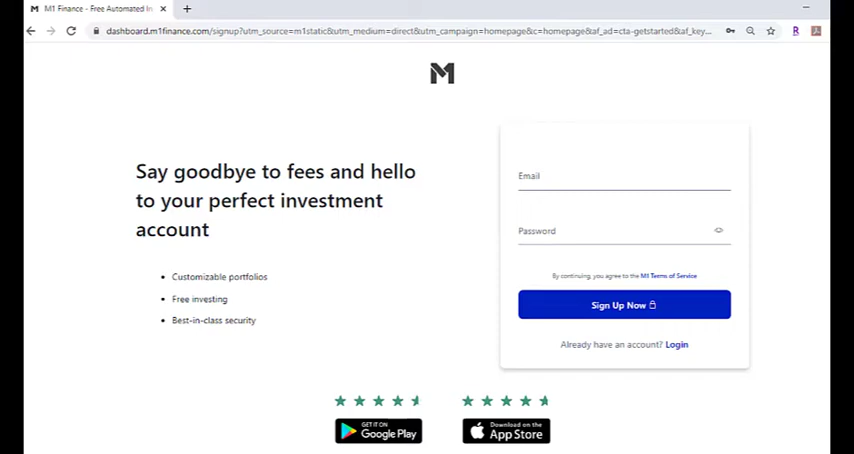 M1 Finance - Free Automated In
dashboard.m1finance.com/signup?utm_source=m1static&utm_medium=direct&utm_campaign=homepage&c=homepage&af_ad=cta-getstarted&af_key...
M
Say goodbye to fees and hello
to your perfect investment
account
• Customizable portfolios
• Free investing
• Best-in-class security
Email
Password
By continuing, you agree to the M1 Terms of Service
Sign Up Now
Already have an account? Login
GET IT ON
Google Play
Download on the
App Store